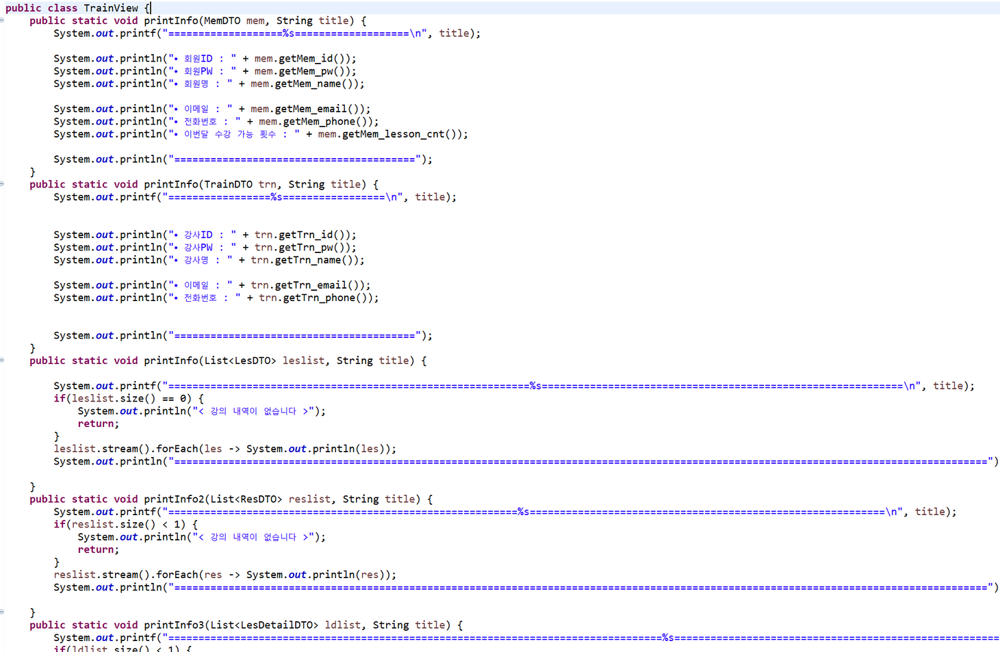 public class TrainView {
    public static void printInfo(MemDTO mem, String title) {
        System.out.printf("===================%s===================\n", title);
        System.out.println("• 회원ID : " + mem.getMem_id());
        System.out.println("• 회원PW : " + mem.getMem_pw());
        System.out.println("• 회원명 : " + mem.getMem_name());
        System.out.println("• 이메일 : " + mem.getMem_email());
        System.out.println("• 전화번호 : " + mem.getMem_phone());
        System.out.println("• 이번달 수강 가능 횟수 : " + mem.getMem_lesson_cnt());
        System.out.println("========================================");
    }
    public static void printInfo(TrainDTO trn, String title) {
        System.out.printf("=================%s=================\n", title);
        System.out.println("• 강사ID : " + trn.getTrn_id());
        System.out.println("• 강사PW : " + trn.getTrn_pw());
        System.out.println("• 강사명 : " + trn.getTrn_name());
        System.out.println("• 이메일 : " + trn.getTrn_email());
        System.out.println("• 전화번호 : " + trn.getTrn_phone());
        System.out.println("========================================");
    }
    public static void printInfo(List<LesDTO> leslist, String title) {
        System.out.printf("============================================================%s============================================================\n", title);
        if(leslist.size() == 0) {
            System.out.println("< 강의 내역이 없습니다 >");
            return;
        }
        leslist.stream().forEach(les -> System.out.println(les));
        System.out.println("=======================================================================================================================================")
    }
    public static void printInfo2(List<ResDTO> reslist, String title) {
        System.out.printf("==========================================================%s===========================================================\n", title);
        if(reslist.size() < 1) {
            System.out.println("< 강의 내역이 없습니다 >");
            return;
        }
        reslist.stream().forEach(res -> System.out.println(res));
        System.out.println("=======================================================================================================================================")
    }
    public static void printInfo3(List<LesDetailDTO> ldlist, String title) {
        System.out.printf("==================================================================================%s======================================================
        if(ldlist.size() < 1) {